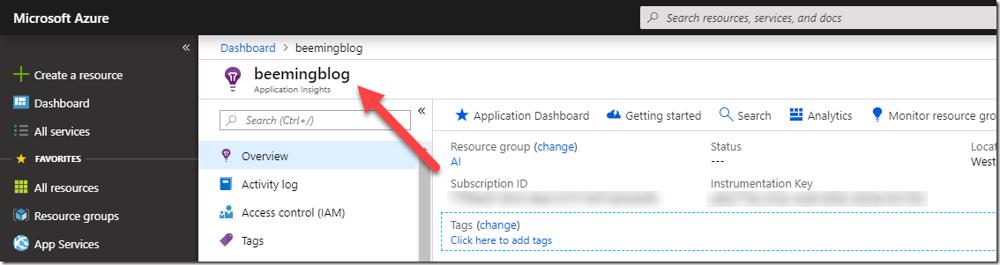 Microsoft Azure
Search resources, services, and docs
«
Create a resource
Dashboard
All services
FAVORITES
All resources
Resource groups
App Services
Dashboard > beemingblog
beemingblog
Application Insights
Search (Ctrl+/)
«
Overview
Activity log
Access control (IAM)
Tags
Application Dashboard
Getting started
Search
Analytics
Monitor resource gro
Resource group (change)
AI
Status
---
Locat
West
Subscription ID
Instrumentation Key
Tags (change)
Click here to add tags